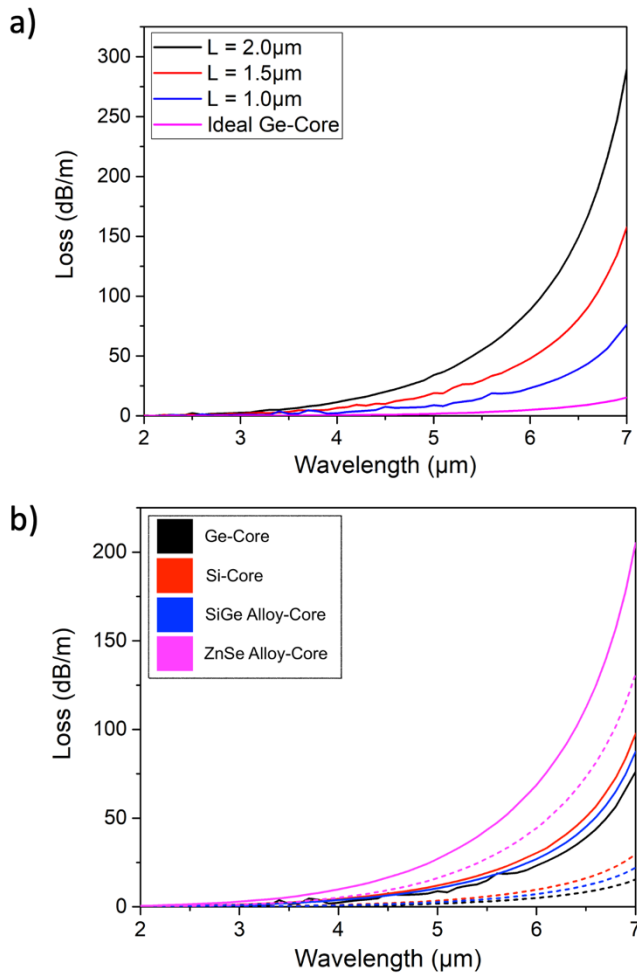 a)
L = 2.0µm
L = 1.5µm
L = 1.0µm
Ideal Ge-Core
300
250
200
150
100
50
0
Loss (dB/m)
2 3 4 5 6 7
Wavelength (µm)
b)
Ge-Core
Si-Core
SiGe Alloy-Core
ZnSe Alloy-Core
200
150
100
50
0
Loss (dB/m)
2 3 4 5 6 7
Wavelength (µm)